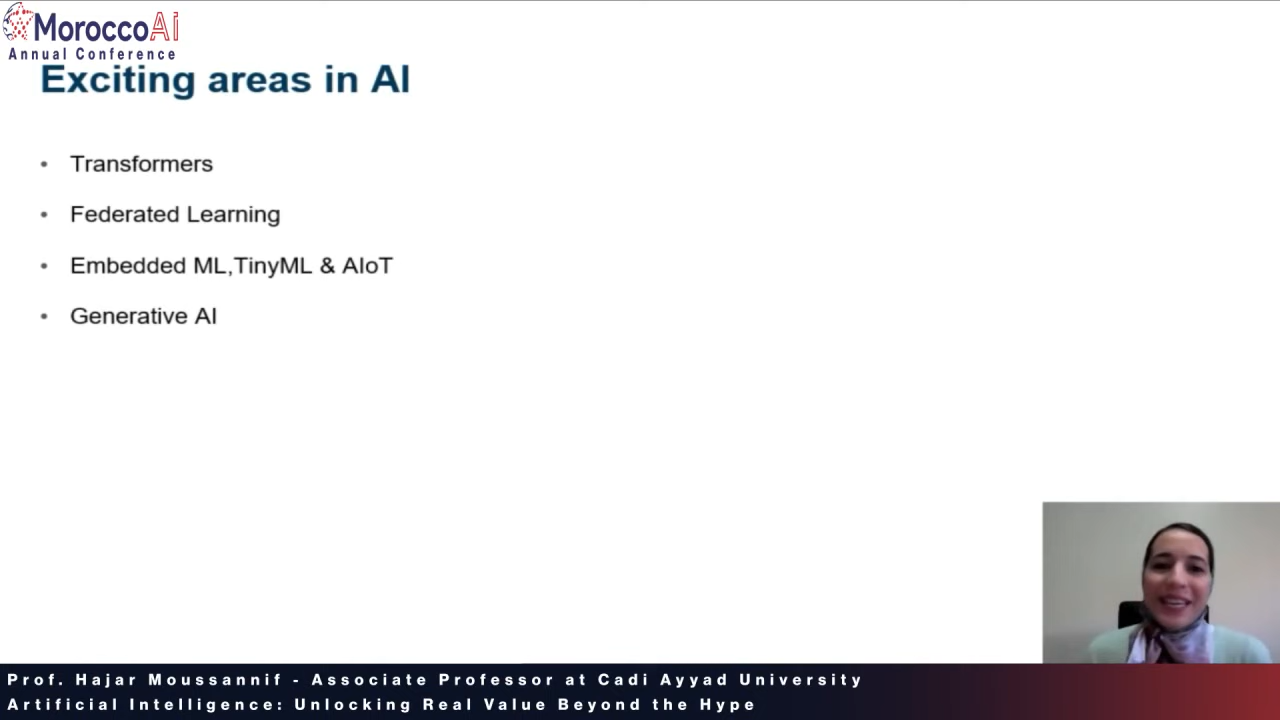 MoroccoAi
Annual Conference
Exciting areas in AI
• Transformers
• Federated Learning
• Embedded ML,TinyML & AIoT
• Generative AI
Prof. Hajar Moussannif - Associate Professor at Cadi Ayyad University
Artificial Intelligence: Unlocking Real Value Beyond the Hype